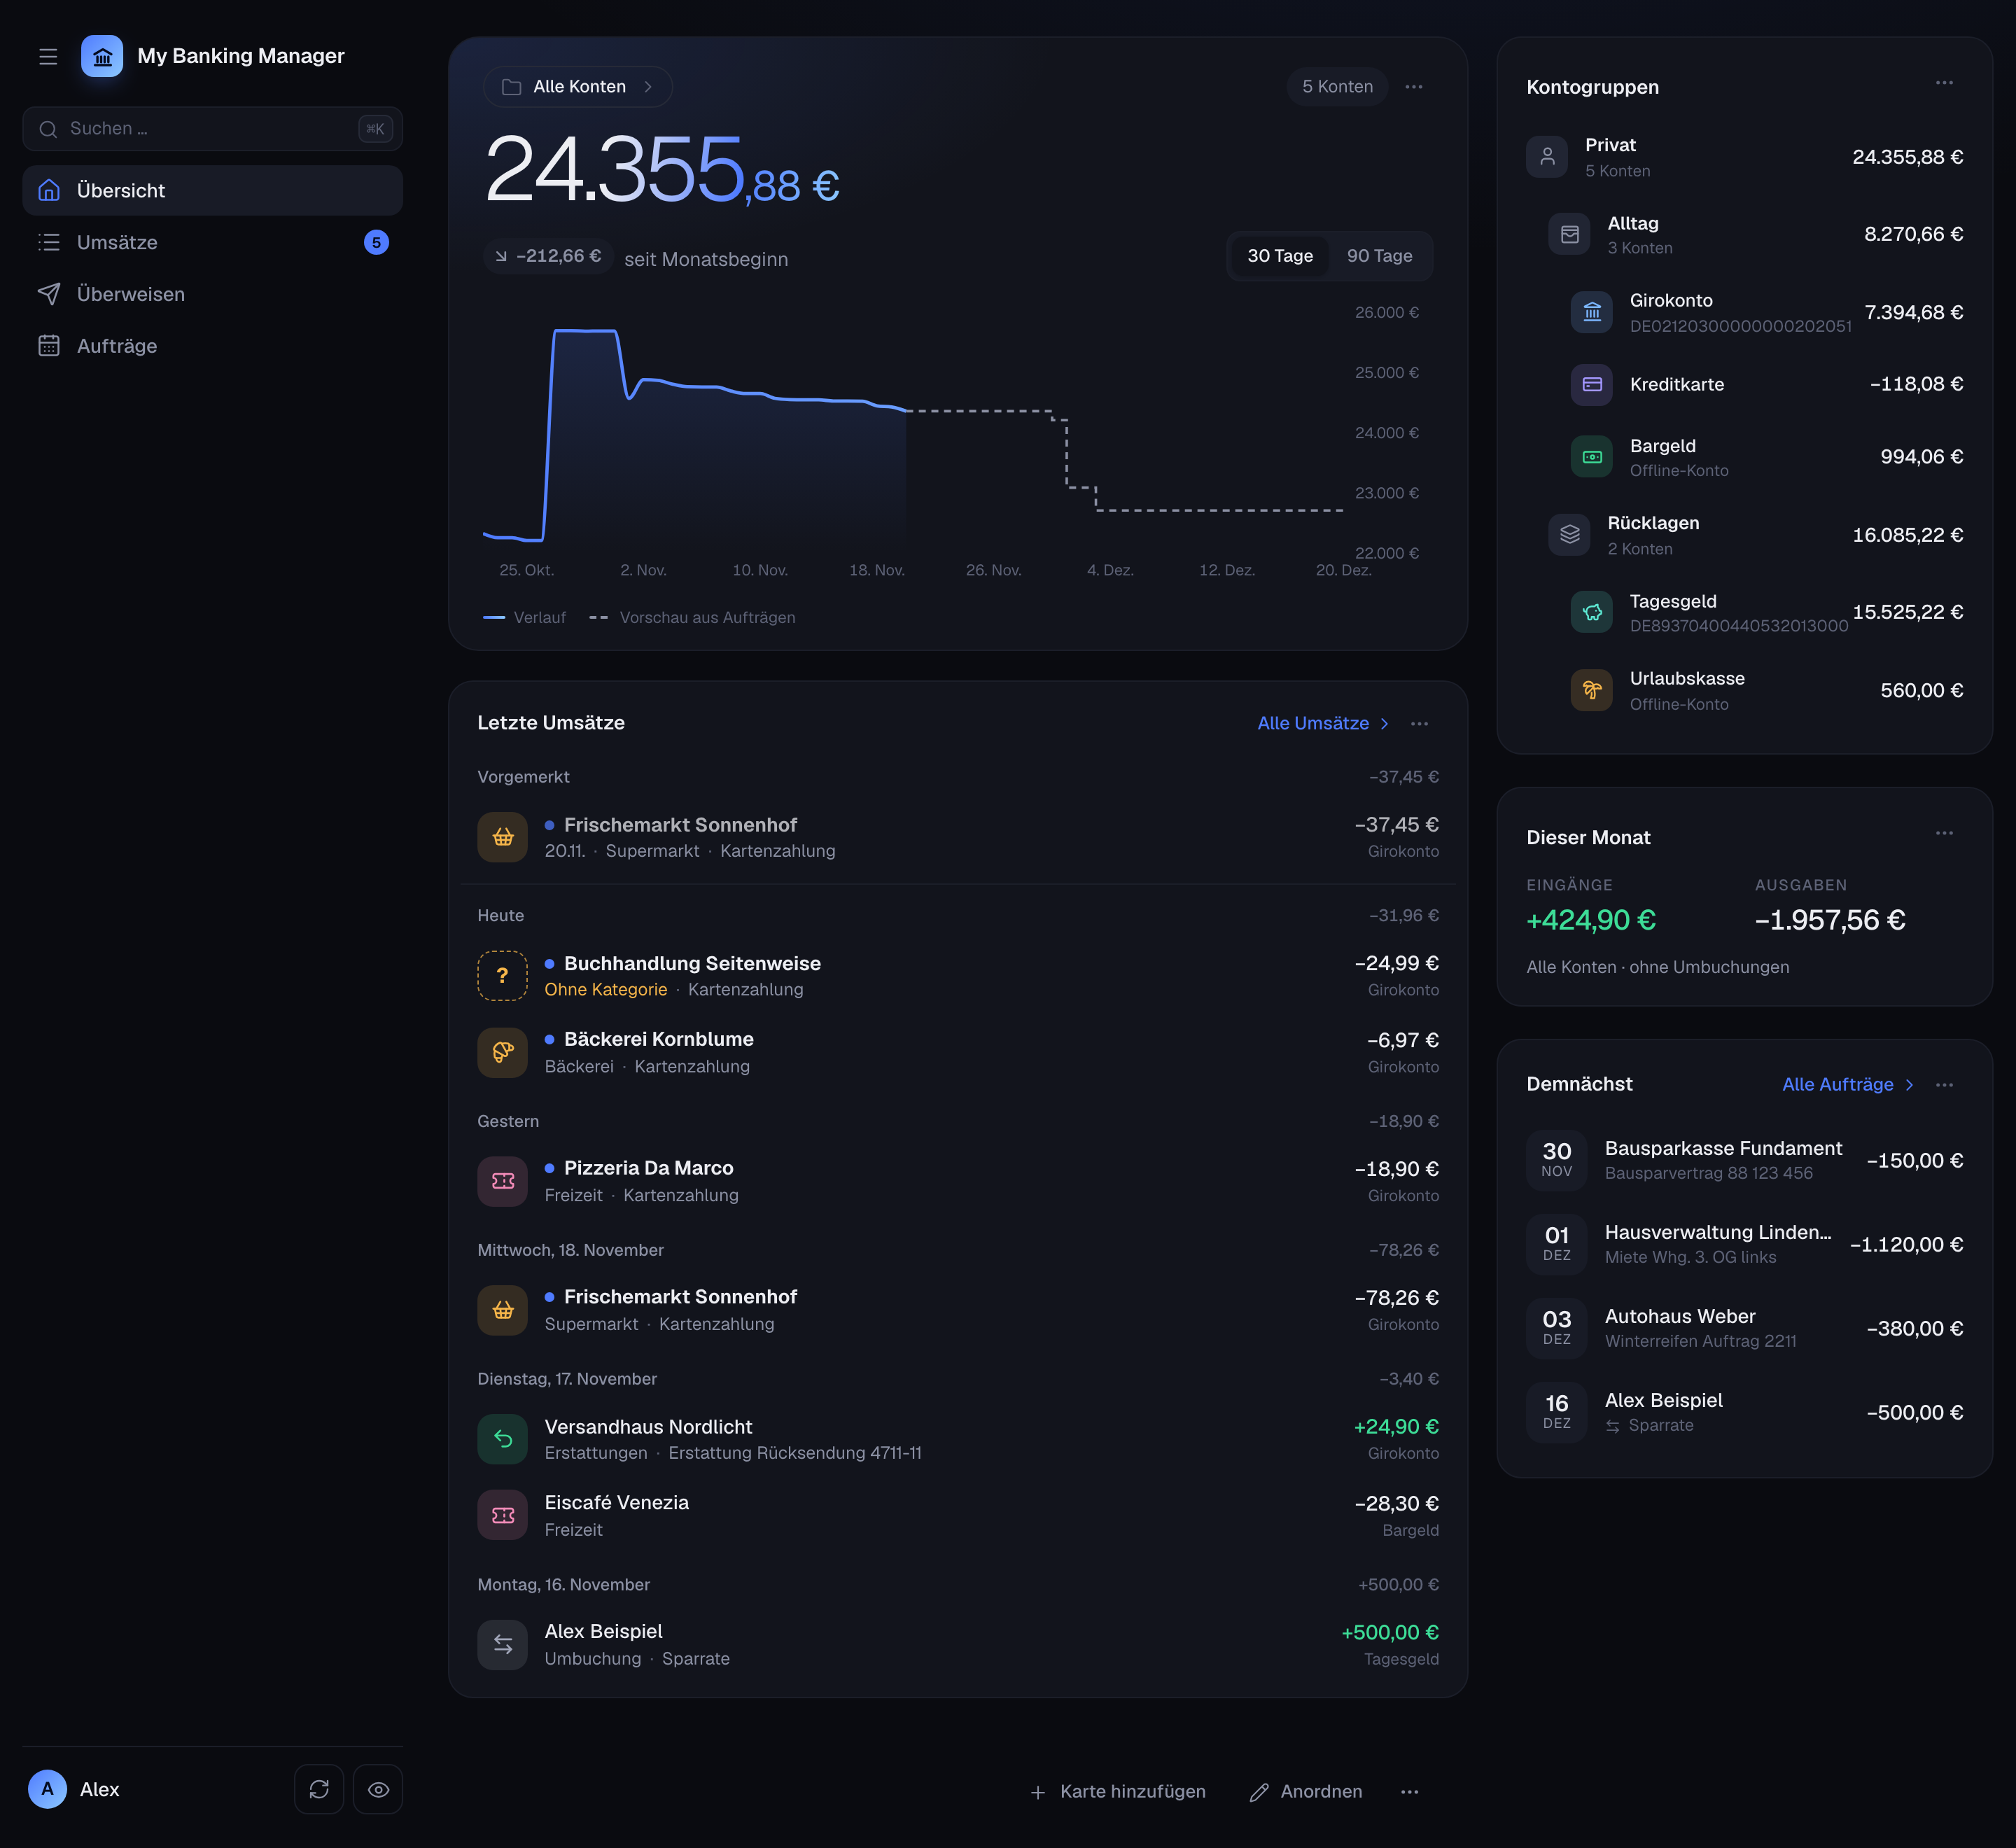 My Banking Manager
Suchen ...
⌘K
Übersicht
Umsätze
5
Überweisen
Aufträge
A
Alex
Alle Konten
5 Konten
24.355,88 €
−212,66 €
seit Monatsbeginn
30 Tage
90 Tage
26.000 €
25.000 €
24.000 €
23.000 €
22.000 €
25. Okt.
2. Nov.
10. Nov.
18. Nov.
26. Nov.
4. Dez.
12. Dez.
20. Dez.
Verlauf
Vorschau aus Aufträgen
Letzte Umsätze
Alle Umsätze
Vorgemerkt
−37,45 €
Frischemarkt Sonnenhof
−37,45 €
20.11. · Supermarkt · Kartenzahlung
Girokonto
Heute
−31,96 €
?
Buchhandlung Seitenweise
−24,99 €
Ohne Kategorie · Kartenzahlung
Girokonto
Bäckerei Kornblume
−6,97 €
Bäckerei · Kartenzahlung
Girokonto
Gestern
−18,90 €
Pizzeria Da Marco
−18,90 €
Freizeit · Kartenzahlung
Girokonto
Mittwoch, 18. November
−78,26 €
Frischemarkt Sonnenhof
−78,26 €
Supermarkt · Kartenzahlung
Girokonto
Dienstag, 17. November
−3,40 €
Versandhaus Nordlicht
+24,90 €
Erstattungen · Erstattung Rücksendung 4711-11
Girokonto
Eiscafé Venezia
−28,30 €
Freizeit
Bargeld
Montag, 16. November
+500,00 €
Alex Beispiel
+500,00 €
Umbuchung · Sparrate
Tagesgeld
Karte hinzufügen
Anordnen
Kontogruppen
Privat
5 Konten
24.355,88 €
Alltag
3 Konten
8.270,66 €
Girokonto
DE02120300000000202051
7.394,68 €
Kreditkarte
−118,08 €
Bargeld
Offline-Konto
994,06 €
Rücklagen
2 Konten
16.085,22 €
Tagesgeld
DE89370400440532013000
15.525,22 €
Urlaubskasse
Offline-Konto
560,00 €
Dieser Monat
EINGÄNGE
AUSGABEN
+424,90 €
−1.957,56 €
Alle Konten · ohne Umbuchungen
Demnächst
Alle Aufträge
30
NOV
Bausparkasse Fundament
Bausparvertrag 88 123 456
−150,00 €
01
DEZ
Hausverwaltung Linden...
Miete Whg. 3. OG links
−1.120,00 €
03
DEZ
Autohaus Weber
Winterreifen Auftrag 2211
−380,00 €
16
DEZ
Alex Beispiel
Sparrate
−500,00 €